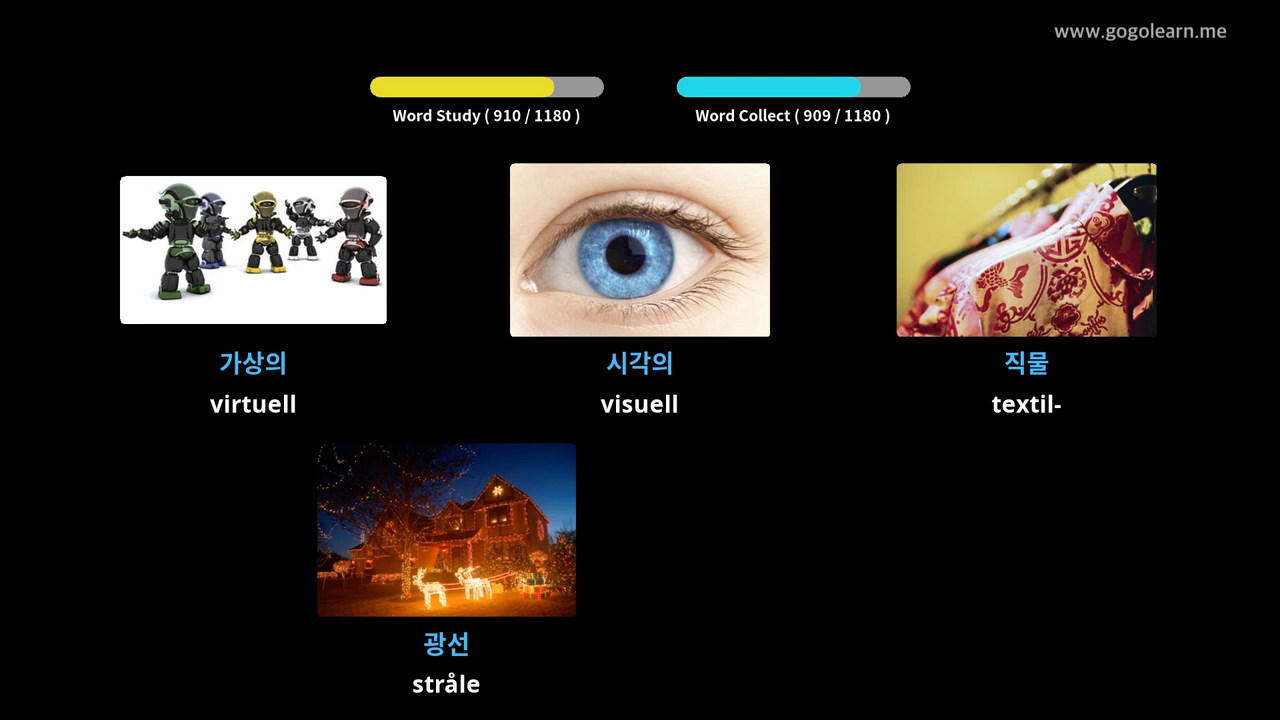 www.gogolearn.me
Word Study ( 910 / 1180 )
Word Collect ( 909 / 1180 )
가상의
virtuell
시각의
visuell
직물
textil-
광선
stråle